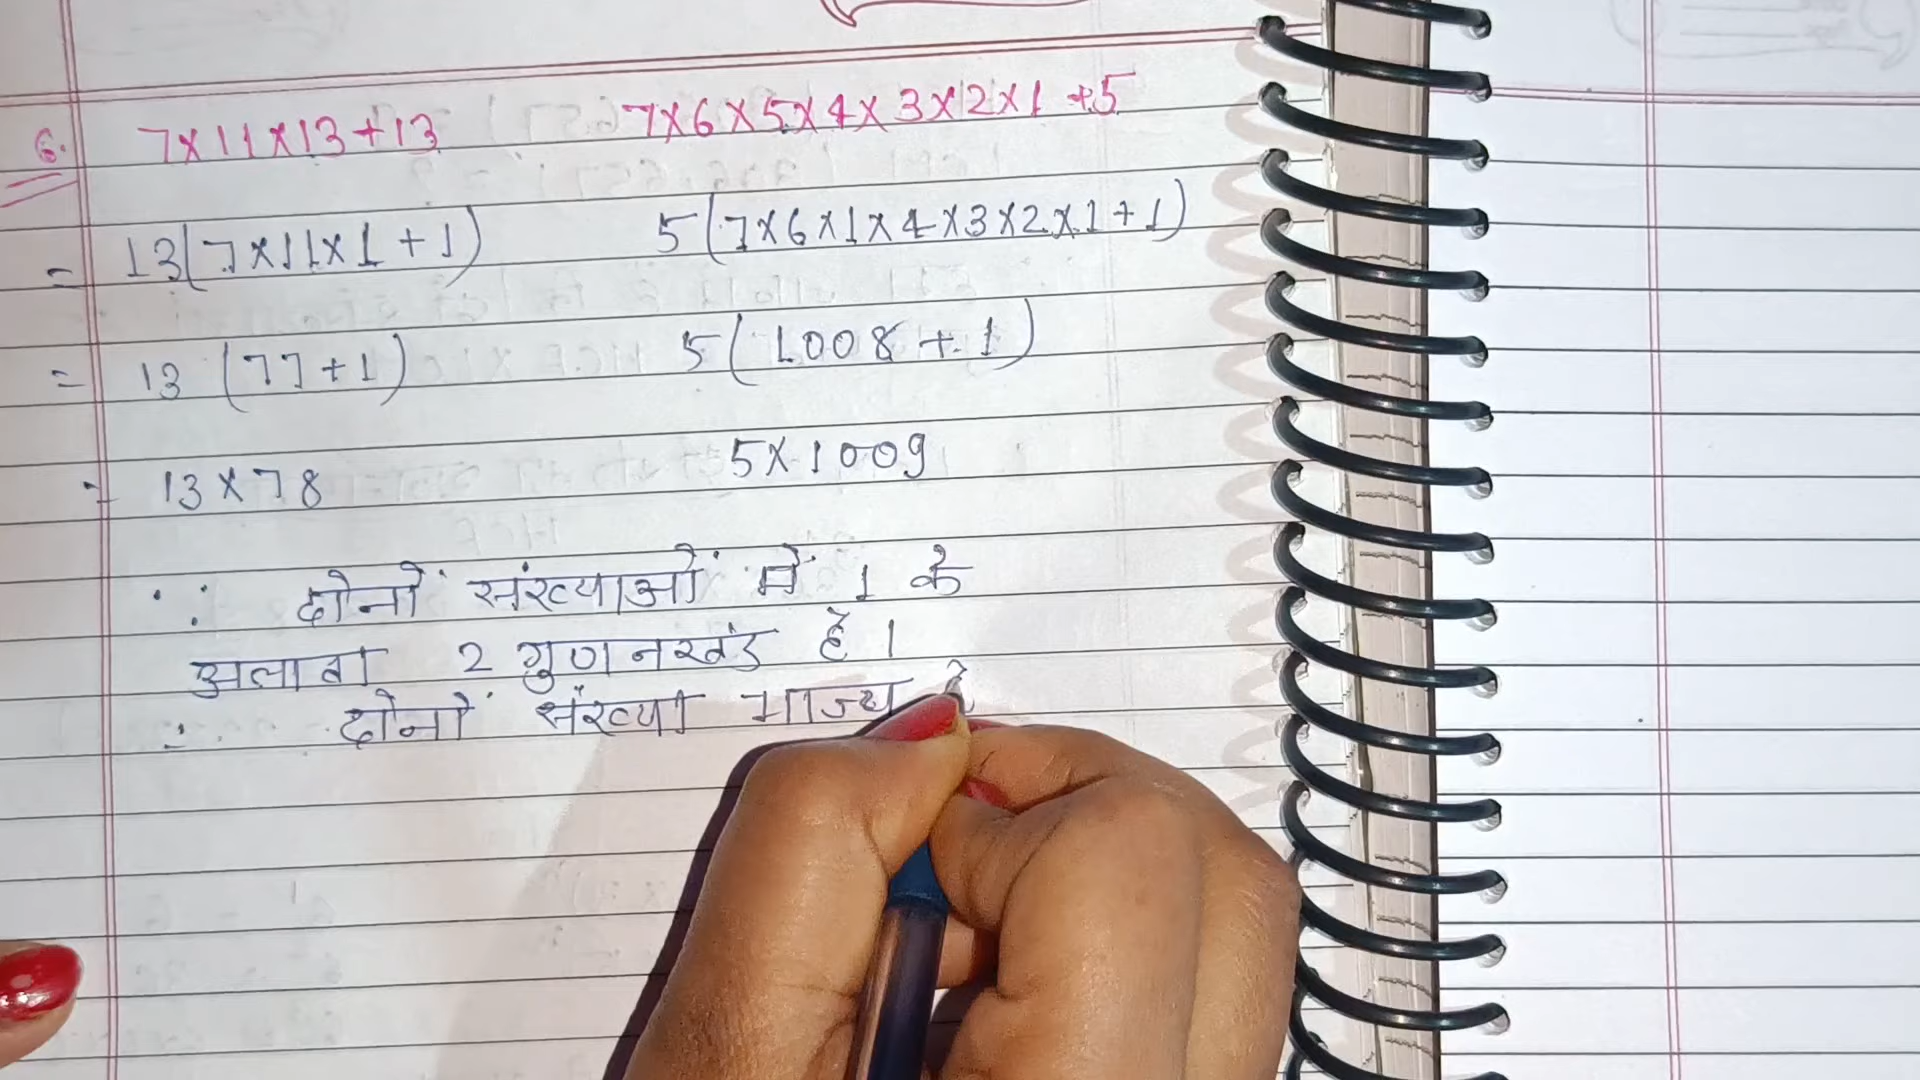 6. 7×11×13+13 7×6×5×4×3×2×1+5
= 13(7×11×1+1) 5(7×6×1×4×3×2×1+1)
= 13 (77+1) 5(1008+1)
= 13×78 5×1009
∵ दोनों संख्याओं में 1 के
अलावा 2 गुणनखंड हैं।
∴ दोनों संख्या भाज्य